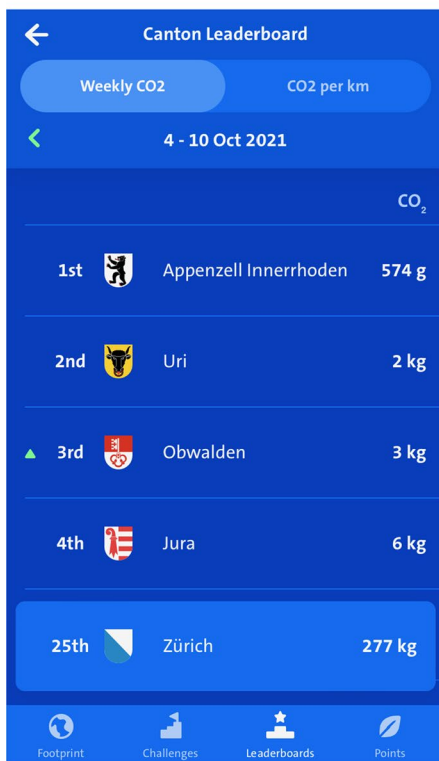 Canton Leaderboard
Weekly CO2 CO2 per km
4 - 10 Oct 2021
CO₂
1st Appenzell Innerrhoden 574 g
2nd Uri 2 kg
3rd Obwalden 3 kg
4th Jura 6 kg
25th Zürich 277 kg
Footprint Challenges Leaderboards Points